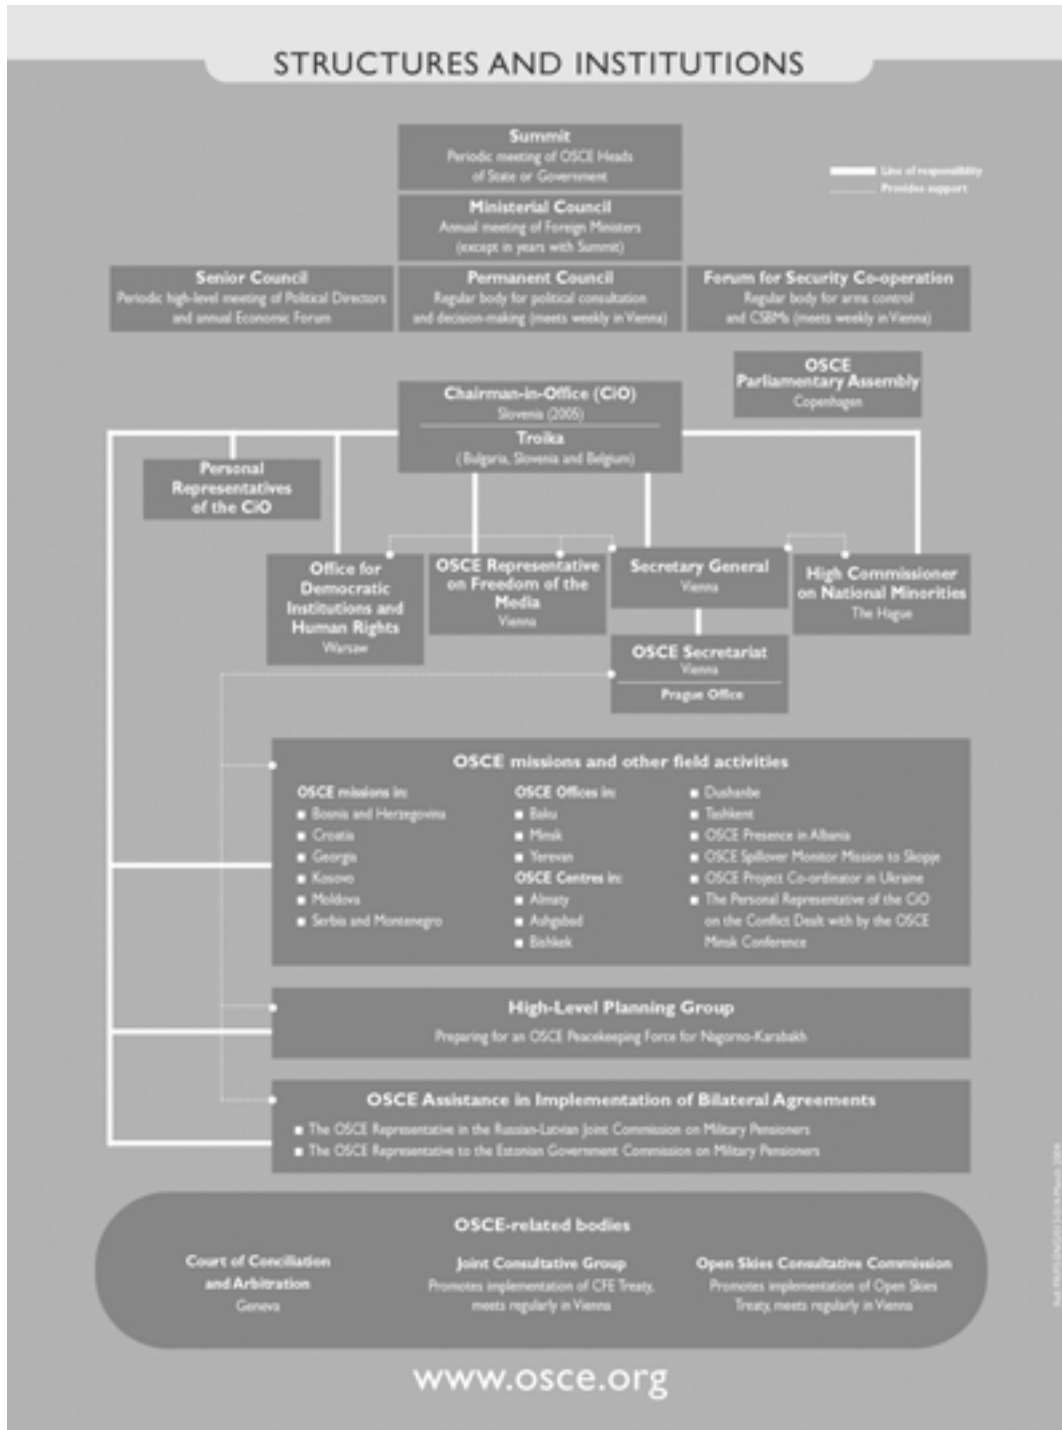 STRUCTURES AND INSTITUTIONS
Summit
Periodic meeting of OSCE Heads
of State or Government
Line of responsibility
Provides support
Ministerial Council
Annual meeting of Foreign Ministers
(except in years with Summit)
Senior Council
Periodic high-level meeting of Political Directors
and annual Economic Forum
Permanent Council
Regular body for political consultation
and decision-making (meets weekly in Vienna)
Forum for Security Co-operation
Regular body for arms control
and CSBMs (meets weekly in Vienna)
OSCE
Parliamentary Assembly
Copenhagen
Chairman-in-Office (CiO)
Slovenia (2005)
Troika
( Bulgaria, Slovenia and Belgium)
Personal
Representatives
of the CiO
Office for
Democratic
Institutions and
Human Rights
Warsaw
OSCE Representative
on Freedom of the
Media
Vienna
Secretary General
Vienna
High Commissioner
on National Minorities
The Hague
OSCE Secretariat
Vienna
Prague Office
OSCE missions and other field activities
OSCE missions in:
■ Bosnia and Herzegovina
■ Croatia
■ Georgia
■ Kosovo
■ Moldova
■ Serbia and Montenegro
OSCE Offices in:
■ Baku
■ Minsk
■ Yerevan
OSCE Centres in:
■ Almaty
■ Ashgabad
■ Bishkek
■ Dushanbe
■ Tashkent
■ OSCE Presence in Albania
■ OSCE Spillover Monitor Mission to Skopje
■ OSCE Project Co-ordinator in Ukraine
■ The Personal Representative of the CiO
on the Conflict Dealt with by the OSCE
Minsk Conference
High-Level Planning Group
Preparing for an OSCE Peacekeeping Force for Nagorno-Karabakh
OSCE Assistance in Implementation of Bilateral Agreements
■ The OSCE Representative in the Russian-Latvian Joint Commission on Military Pensioners
■ The OSCE Representative to the Estonian Government Commission on Military Pensioners
OSCE-related bodies
Court of Conciliation
and Arbitration
Geneva
Joint Consultative Group
Promotes implementation of CFE Treaty,
meets regularly in Vienna
Open Skies Consultative Commission
Promotes implementation of Open Skies
Treaty, meets regularly in Vienna
www.osce.org